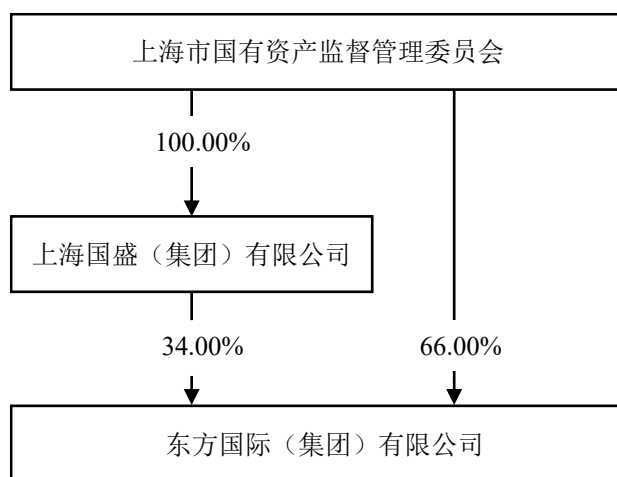 上海市国有资产监督管理委员会
100.00%
上海国盛（集团）有限公司
34.00%
66.00%
东方国际（集团）有限公司